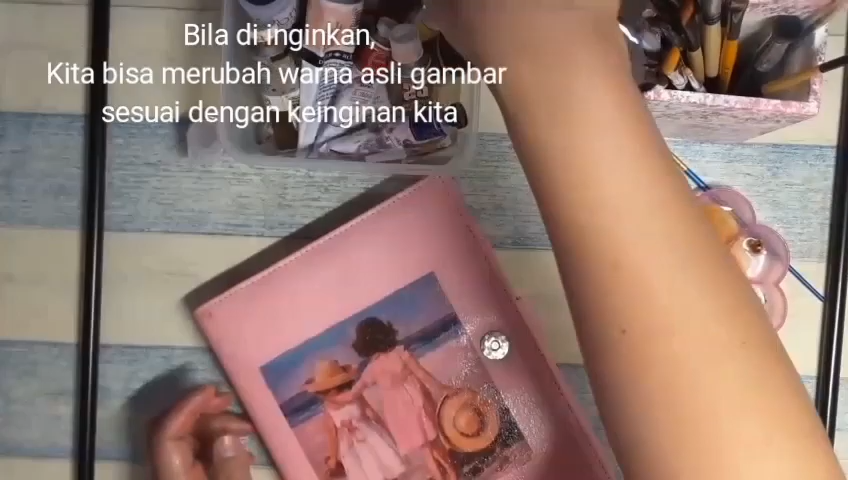 Bila di inginkan,
Kita bisa merubah warna asli gambar
sesuai dengan keinginan kita